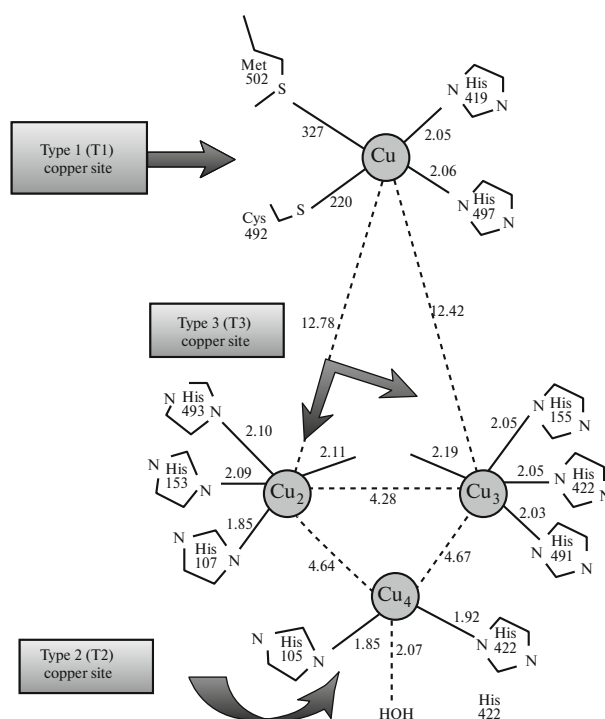 Met
502
S
327
N
His
419
N
2.05
Type 1 (T1)
copper site
Cu
2.06
N
His
497
N
S
220
Cys
492
12.78
12.42
Type 3 (T3)
copper site
N
His
493
N
2.10
2.11
2.19
2.05
N
His
155
N
His
153
N
2.09
Cu2
4.28
Cu3
2.05
N
His
422
N
N
His
107
N
1.85
2.03
N
His
491
N
4.64
4.67
Cu4
N
His
105
N
1.85
2.07
1.92
N
His
422
N
Type 2 (T2)
copper site
HOH
His
422